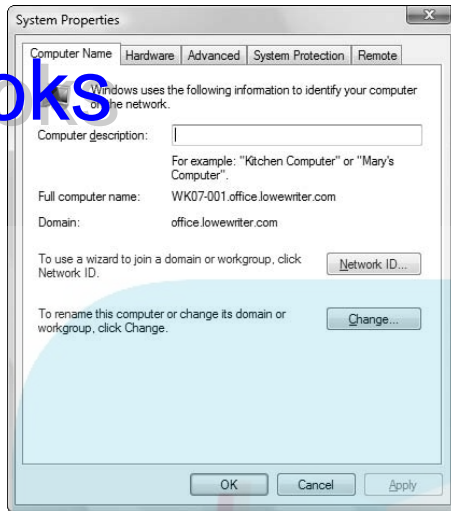 System Properties
X
Computer Name Hardware Advanced System Protection Remote
oks
Windows uses the following information to identify your computer
on the network.
Computer description:
For example: "Kitchen Computer" or "Mary's
Computer".
Full computer name: WK07-001.office.lowewriter.com
Domain: office.lowewriter.com
To use a wizard to join a domain or workgroup, click
Network ID.
Network ID...
To rename this computer or change its domain or
workgroup, click Change.
Change...
OK Cancel Apply